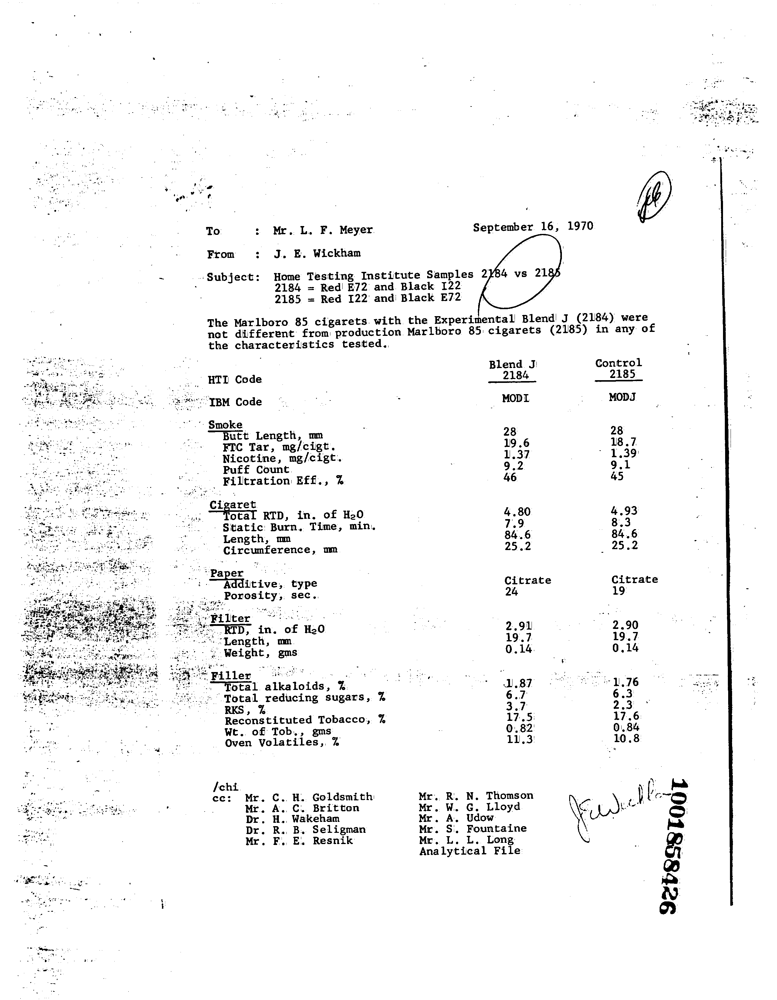 To : Mr. L. F. Meyer September 16, 1970
From : J. E. Wickham
Subject: Home Testing Institute Samples 2184 vs 2185
2184 = Red E72 and Black I22
2185 = Red I22 and Black E72
The Marlboro 85 cigarets with the Experimental Blend J (2184) were
not different from production Marlboro 85 cigarets (2185) in any of
the characteristics tested.
Blend J Control
HTI Code 2184 2185
IBM Code MODI MODJ
Smoke
Butt Length, mm 28 28
FTC Tar, mg/cigt. 19.6 18.7
Nicotine, mg/cigt. 1.37 1.39
Puff Count 9.2 9.1
Filtration Eff., % 46 45
Cigaret
Total RTD, in. of H2O 4.80 4.93
Static Burn. Time, min. 7.9 8.3
Length, mm 84.6 84.6
Circumference, mm 25.2 25.2
Paper
Additive, type Citrate Citrate
Porosity, sec. 24 19
Filter
RTD, in. of H2O 2.91 2.90
Length, mm 19.7 19.7
Weight, gms 0.14 0.14
Filler
Total alkaloids, % 1.87 1.76
Total reducing sugars, % 6.7 6.3
RKS, % 3.7 2.3
Reconstituted Tobacco, % 17.5 17.6
Wt. of Tob., gms 0.82 0.84
Oven Volatiles, % 11.3 10.8
/chi
cc: Mr. C. H. Goldsmith Mr. R. N. Thomson
Mr. A. C. Britton Mr. W. G. Lloyd
Dr. H. Wakeham Mr. A. Udow
Dr. R. B. Seligman Mr. S. Fountaine
Mr. F. E. Resnik Mr. L. L. Long
Analytical File
JEWickham
1001858426